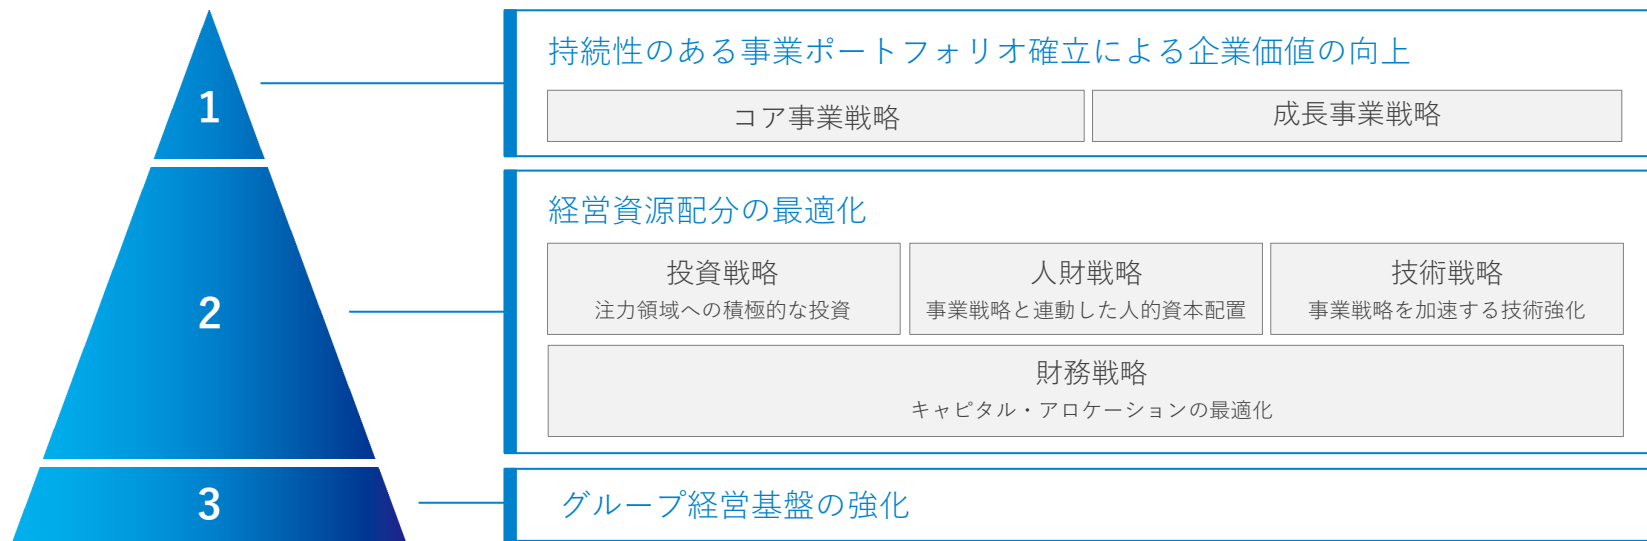 1
持続性のある事業ポートフォリオ確立による企業価値の向上
コア事業戦略
成長事業戦略
2
経営資源配分の最適化
投資戦略
注力領域への積極的な投資
人財戦略
事業戦略と連動した人的資本配置
技術戦略
事業戦略を加速する技術強化
財務戦略
キャピタル・アロケーションの最適化
3
グループ経営基盤の強化